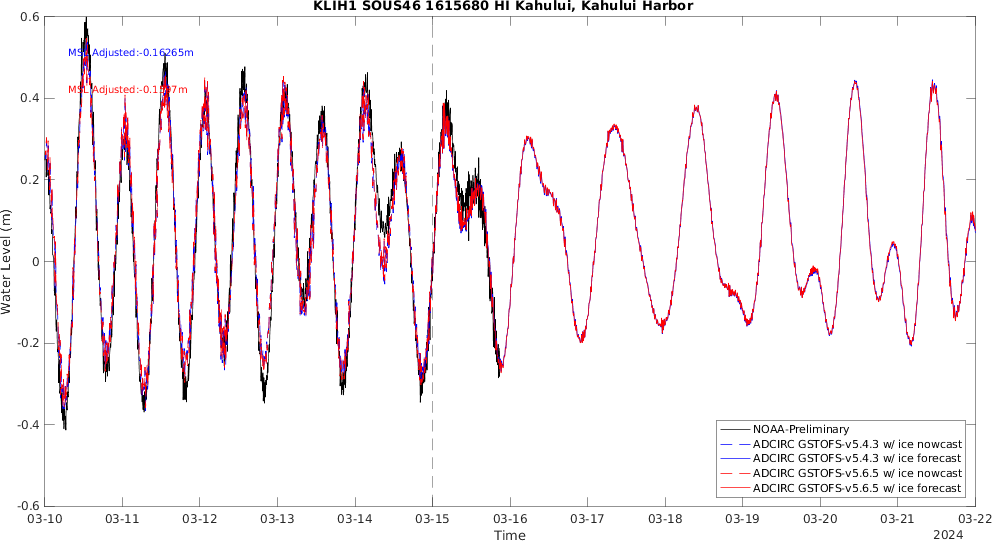 KLIH1 SOUS46 1615680 HI Kahului, Kahului Harbor
MSL Adjusted:-0.16265m
MSL Adjusted:
0.6
0.4
0.2
0
-0.2
-0.4
-0.6
Water Level (m)
NOAA-Preliminary
ADCIRC GSTOFS-v5.4.3 w/ ice nowcast
ADCIRC GSTOFS-v5.4.3 w/ ice forecast
ADCIRC GSTOFS-v5.6.5 w/ ice nowcast
ADCIRC GSTOFS-v5.6.5 w/ ice forecast
03-10 03-11 03-12 03-13 03-14 03-15 03-16 03-17 03-18 03-19 03-20 03-21 03-22
Time
2024